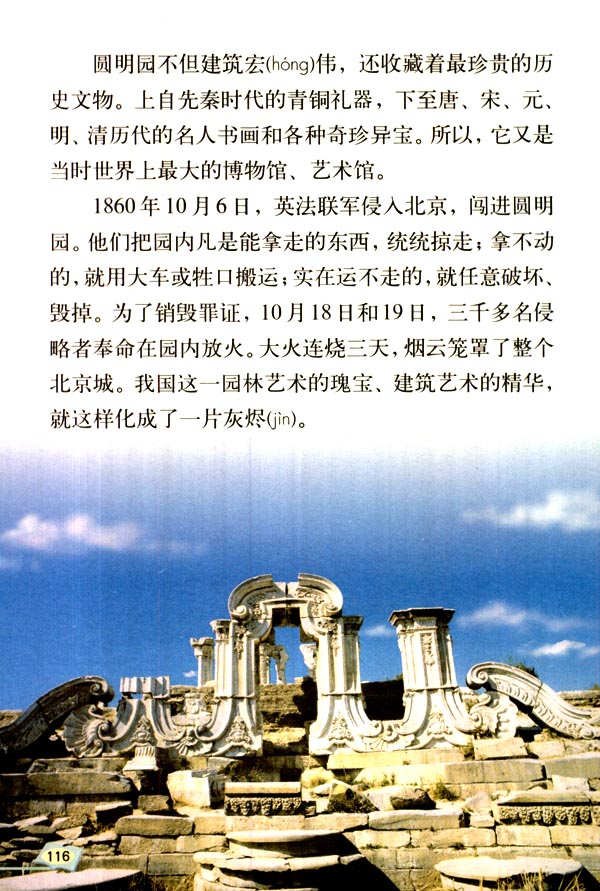 圆明园不但建筑宏(hóng)伟，还收藏着最珍贵的历
史文物。上自先秦时代的青铜礼器，下至唐、宋、元、
明、清历代的名人书画和各种奇珍异宝。所以，它又是
当时世界上最大的博物馆、艺术馆。
1860年10月6日，英法联军侵入北京，闯进圆明
园。他们把园内凡是能拿走的东西，统统掠走；拿不动
的，就用大车或牲口搬运；实在运不走的，就任意破坏、
毁掉。为了销毁罪证，10月18日和19日，三千多名侵
略者奉命在园内放火。大火连烧三天，烟云笼罩了整个
北京城。我国这一园林艺术的瑰宝、建筑艺术的精华，
就这样化成了一片灰烬(jìn)。
116